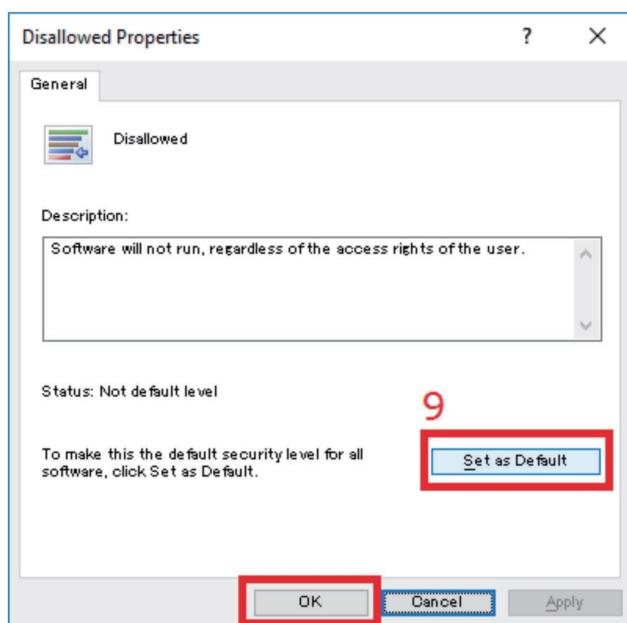 Disallowed Properties
?
General
Disallowed
Description:
Software will not run, regardless of the access rights of the user.
Status: Not default level
9
To make this the default security level for all
software, click Set as Default.
Set as Default
OK
Cancel
Apply